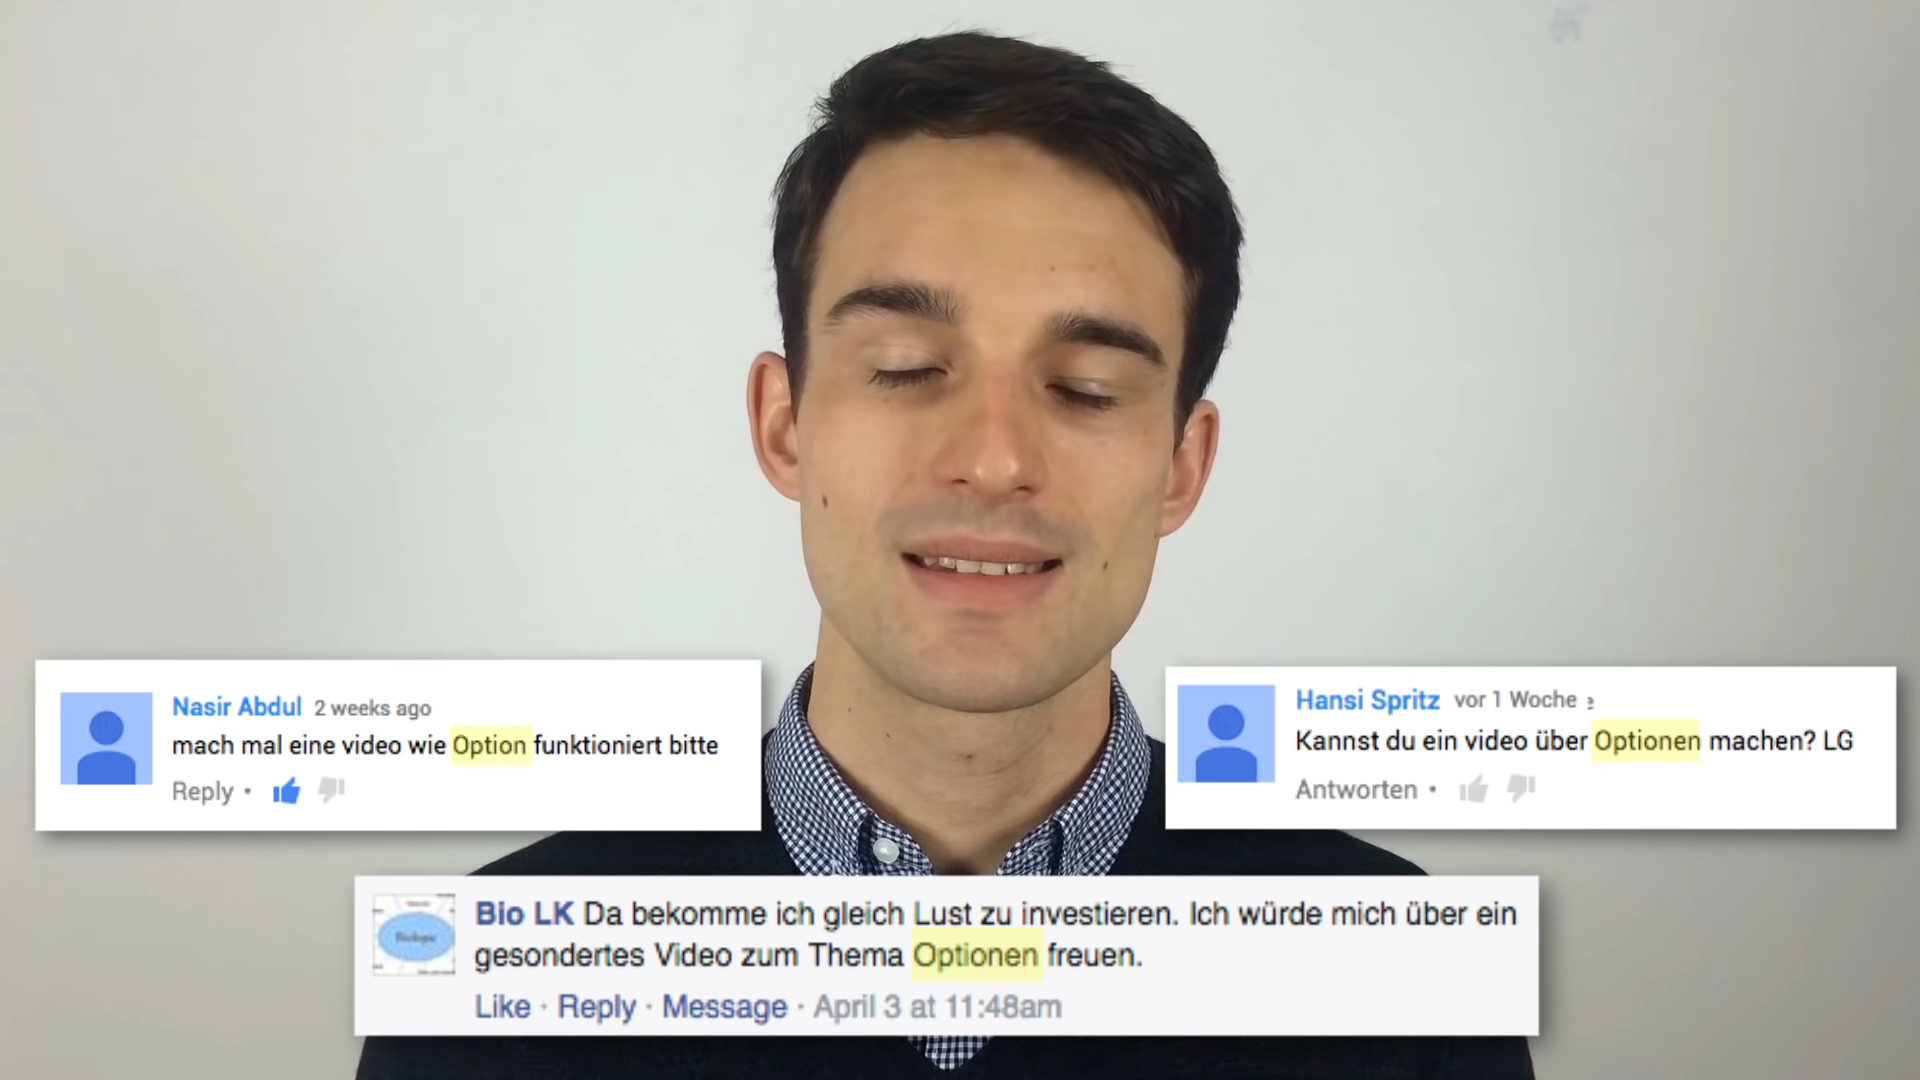 Nasir Abdul 2 weeks ago
mach mal eine video wie Option funktioniert bitte
Reply •
Hansi Spritz vor 1 Woche
Kannst du ein video über Optionen machen? LG
Antworten •
Bio LK Da bekomme ich gleich Lust zu investieren. Ich würde mich über ein
gesondertes Video zum Thema Optionen freuen.
Like · Reply · Message · April 3 at 11:48am